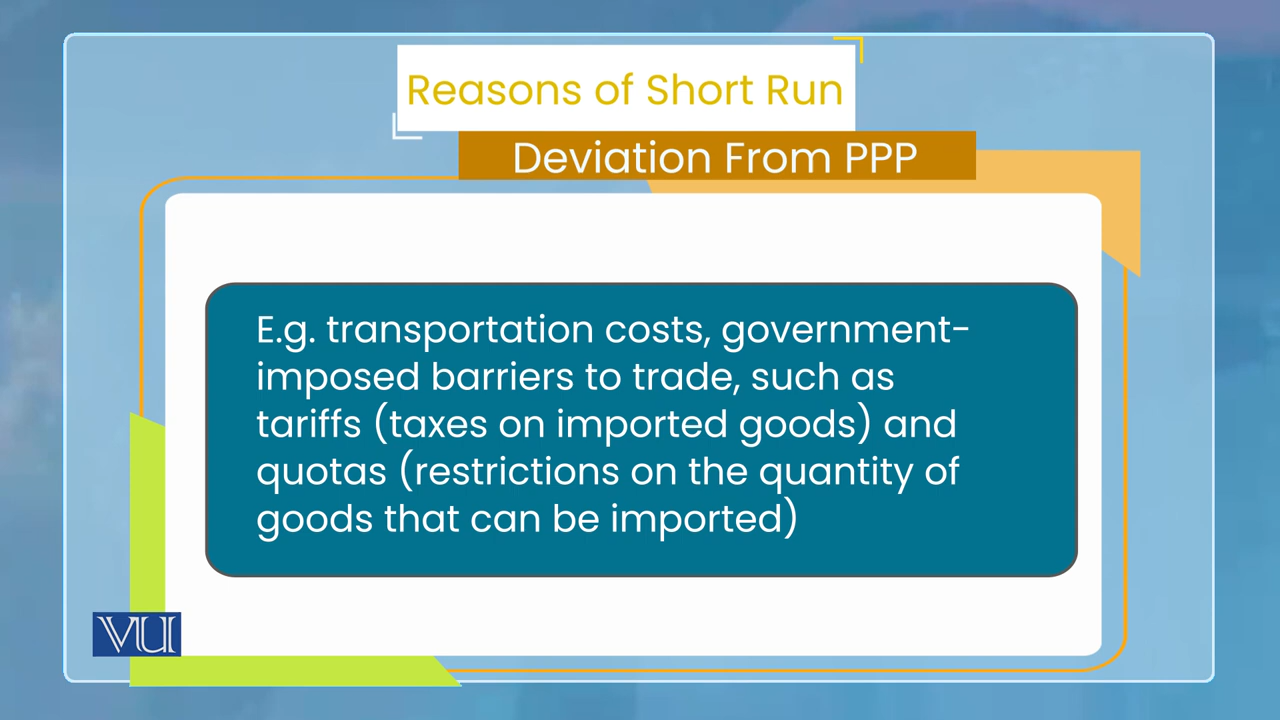 Reasons of Short Run
Deviation From PPP
E.g. transportation costs, government-
imposed barriers to trade, such as
tariffs (taxes on imported goods) and
quotas (restrictions on the quantity of
goods that can be imported)
VU